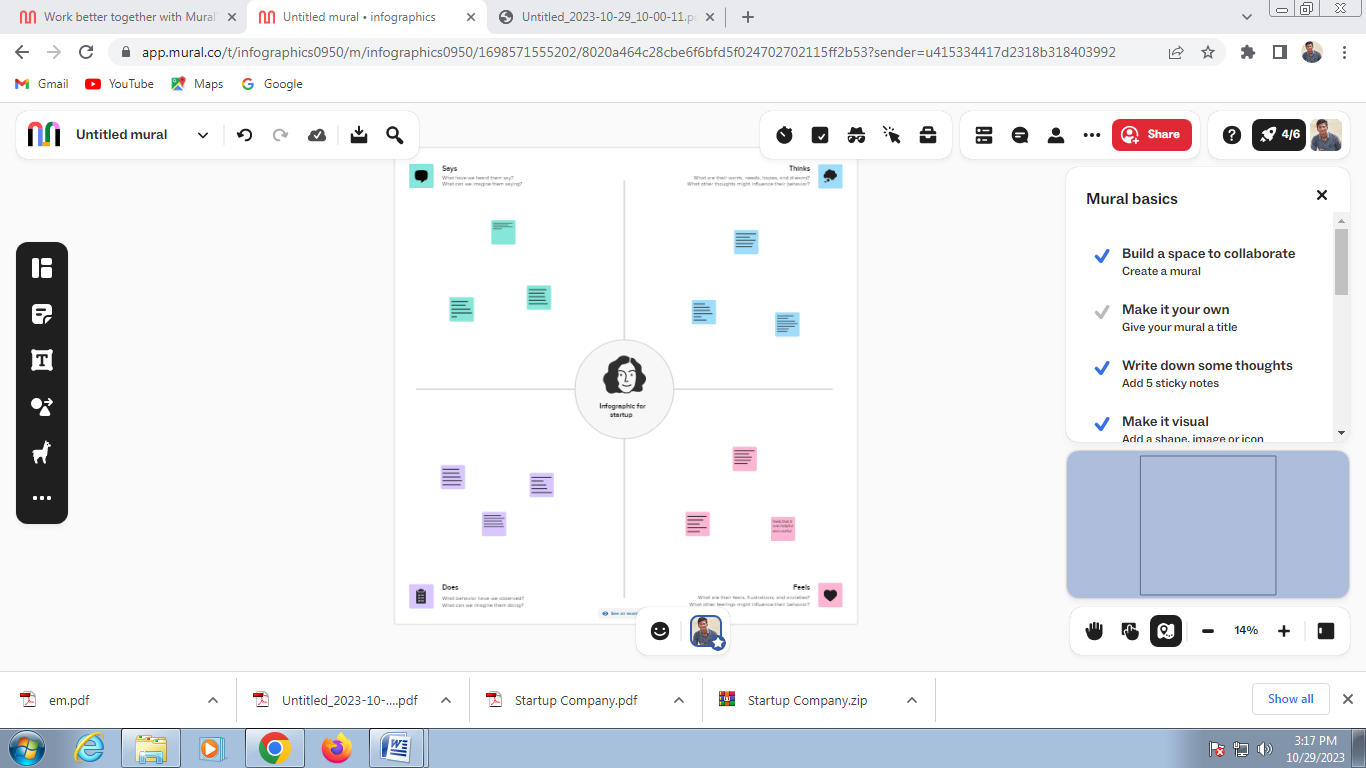 Work better together with Mural
Untitled mural • infographics
Untitled_2023-10-29_10-00-11.p
app.mural.co/t/infographics0950/m/infographics0950/1698571555202/8020a464c28cbe6f6bfd5f024702702115ff2b53?sender=u415334417d2318b318403992
Gmail
YouTube
Maps
Google
Untitled mural
Share
4/6
Says
What have we heard them say?
What can we imagine them saying?
Thinks
What are their wants, needs, hopes, and dreams?
What other thoughts might influence their behavior?
Mural basics
Build a space to collaborate
Create a mural
Make it your own
Give your mural a title
Write down some thoughts
Add 5 sticky notes
Make it visual
Add a shape, image or icon
Infographic for
startup
Does
What behavior have we observed?
What can we imagine them doing?
Feels
What are their fears, frustrations, and anxieties?
What other feelings might influence their behavior?
See an
14%
em.pdf
Untitled_2023-10-....pdf
Startup Company.pdf
Startup Company.zip
Show all
3:17 PM
10/29/2023